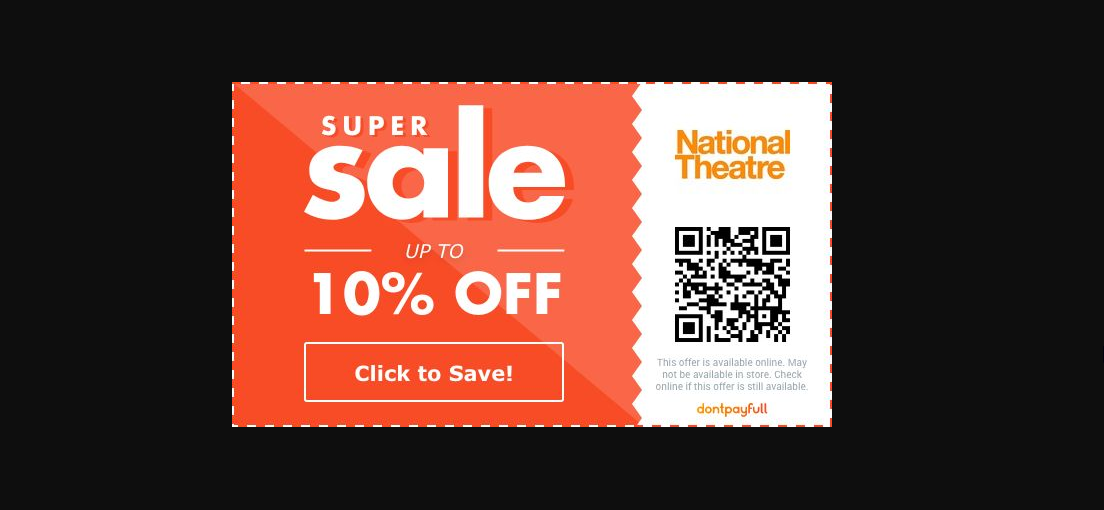 SUPER
sale
UP TO
10% OFF
Click to Save!
National
Theatre
This offer is available online. May
not be available in store. Check
online if this offer is still available.
dontpayfull